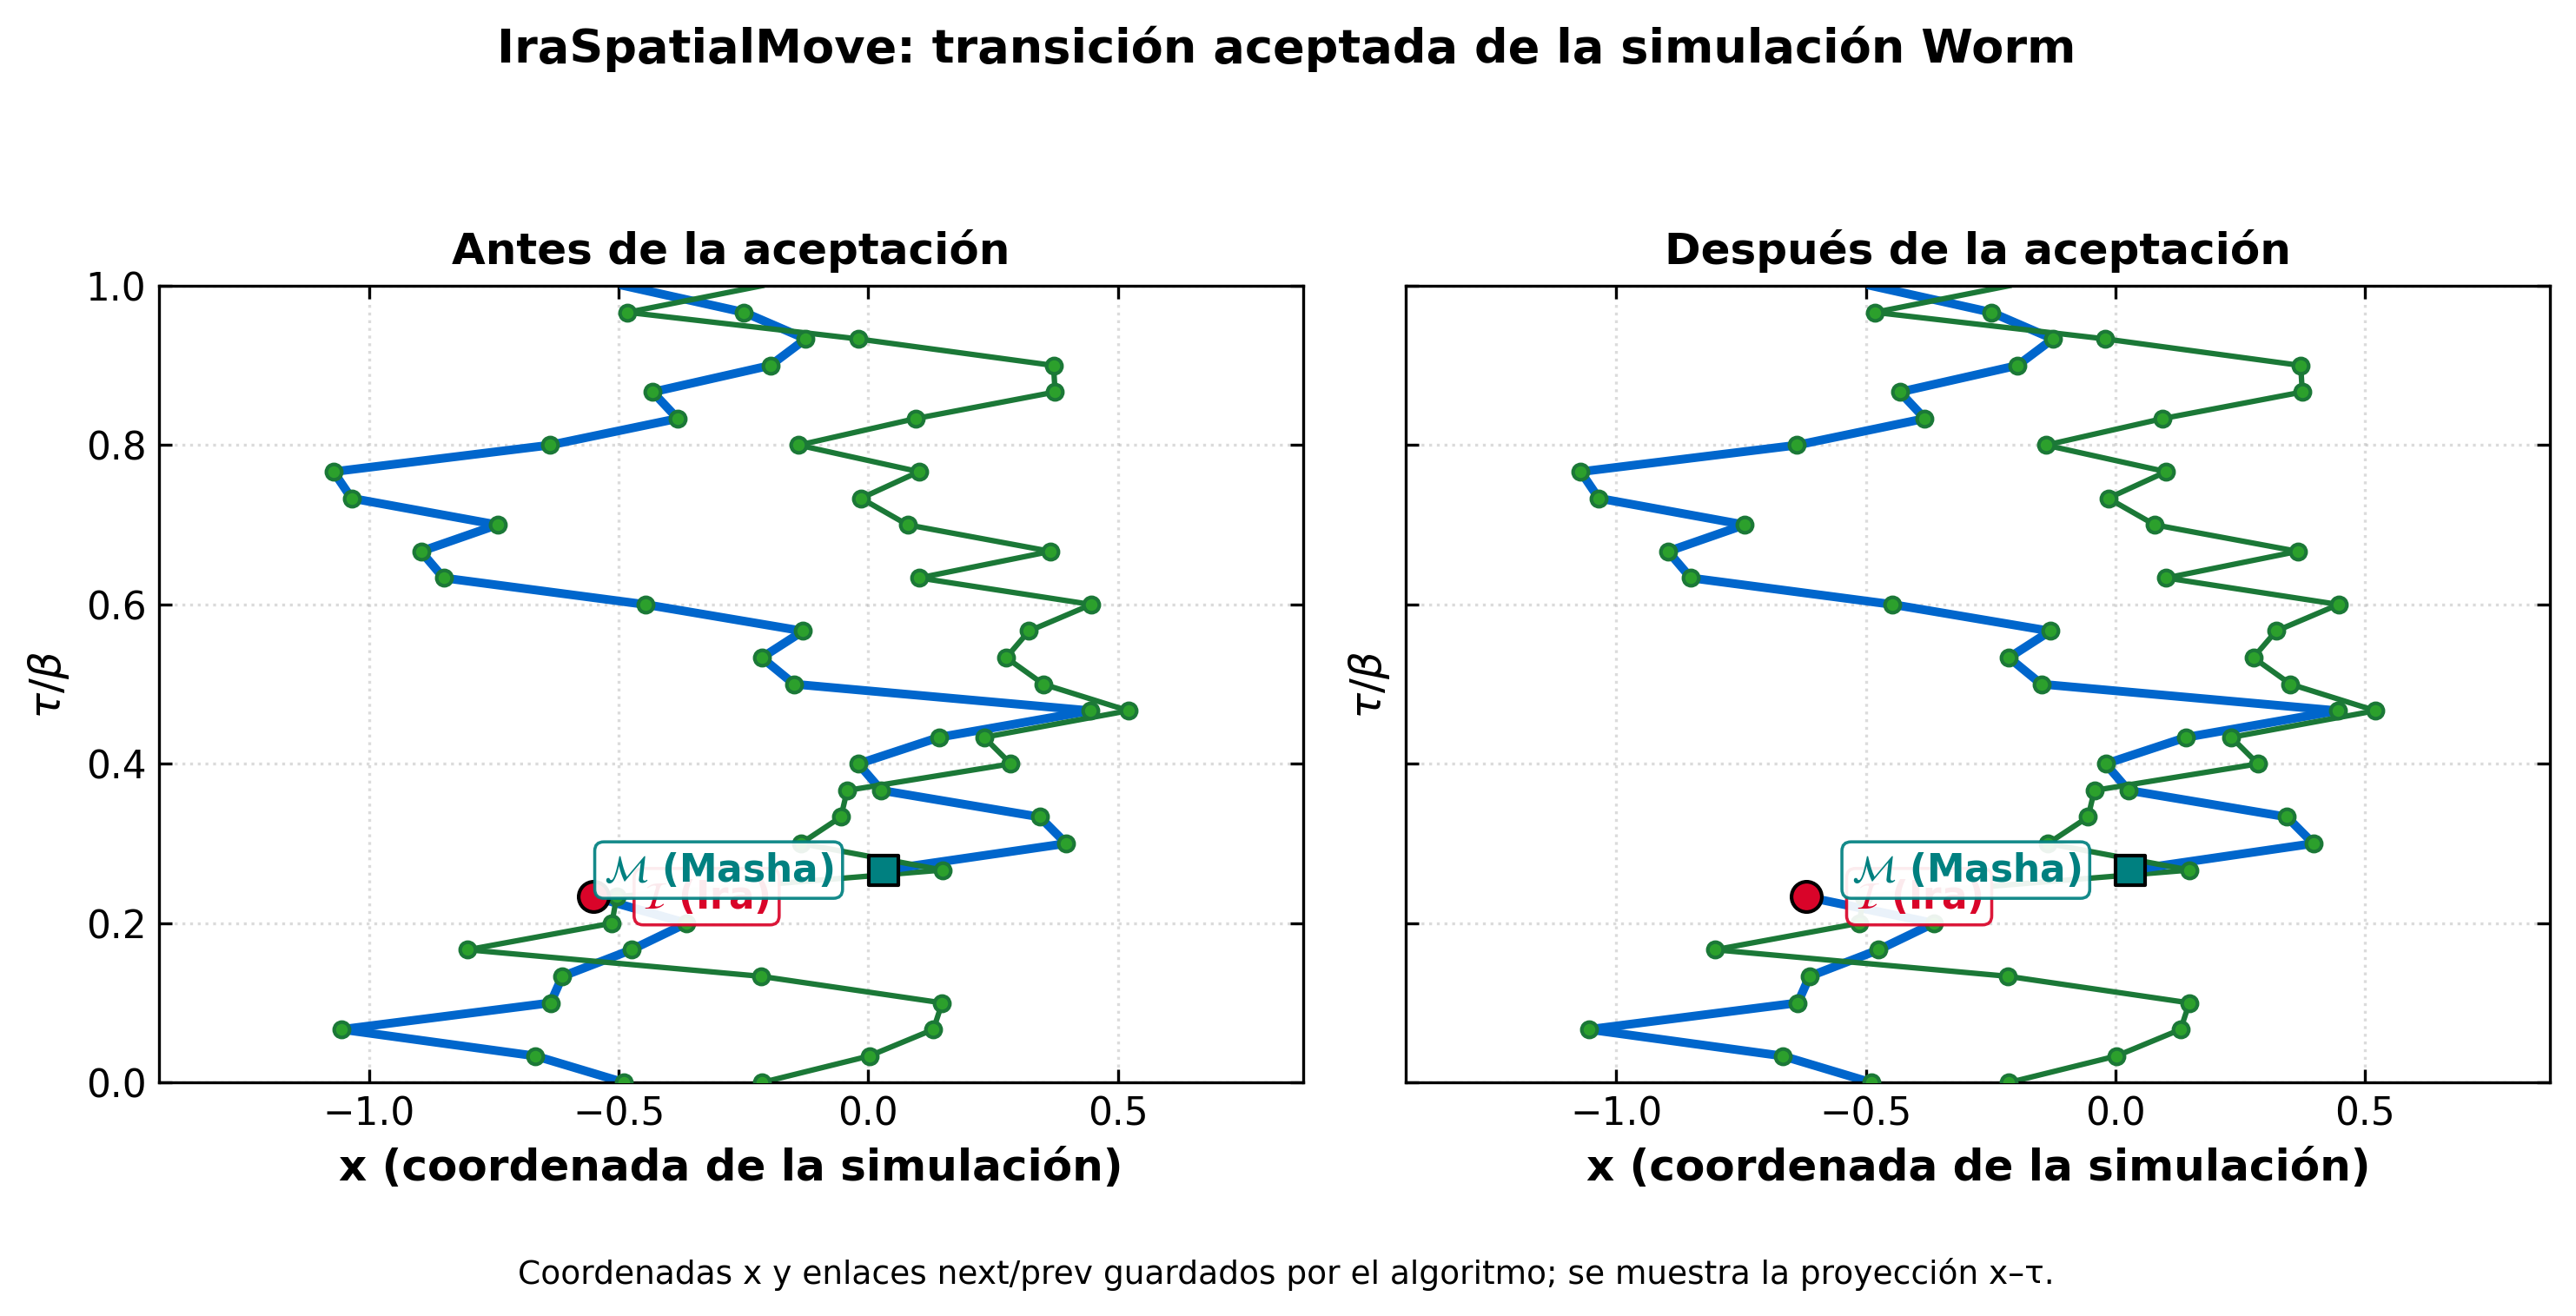 IraSpatialMove: transición aceptada de la simulación Worm
Antes de la aceptación
Después de la aceptación
τ/β
1.0
0.8
0.6
0.4
0.2
0.0
ℳ (Masha)
ℐ (Ira)
−1.0 −0.5 0.0 0.5
x (coordenada de la simulación)
τ/β
ℳ (Masha)
ℐ (Ira)
−1.0 −0.5 0.0 0.5
x (coordenada de la simulación)
Coordenadas x y enlaces next/prev guardados por el algoritmo; se muestra la proyección x–τ.